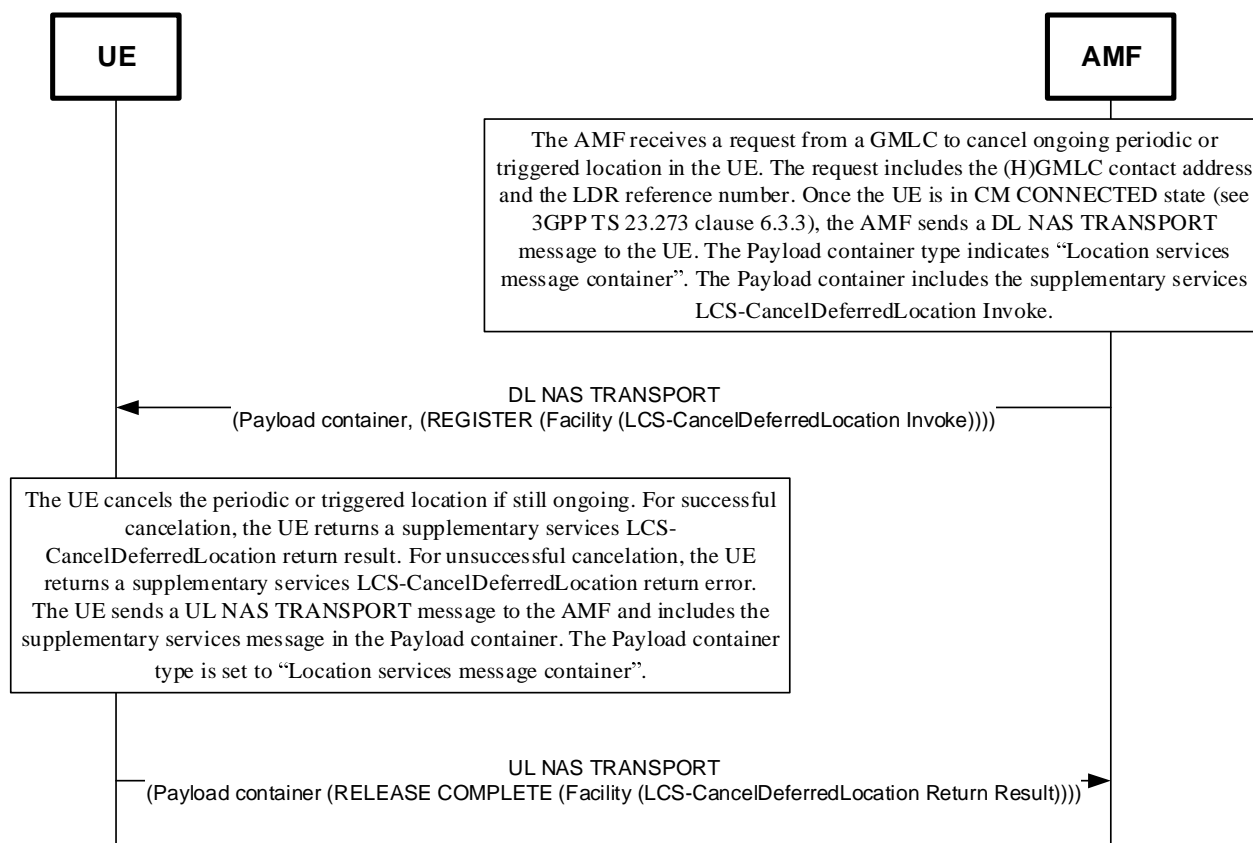 UE
AMF
The AMF receives a request from a GMLC to cancel ongoing periodic or
triggered location in the UE. The request includes the (H)GMLC contact address
and the LDR reference number. Once the UE is in CM CONNECTED state (see
3GPP TS 23.273 clause 6.3.3), the AMF sends a DL NAS TRANSPORT
message to the UE. The Payload container type indicates “Location services
message container”. The Payload container includes the supplementary services
LCS-CancelDeferredLocation Invoke.
DL NAS TRANSPORT
(Payload container, (REGISTER (Facility (LCS-CancelDeferredLocation Invoke))))
The UE cancels the periodic or triggered location if still ongoing. For successful
cancelation, the UE returns a supplementary services LCS-
CancelDeferredLocation return result. For unsuccessful cancelation, the UE
returns a supplementary services LCS-CancelDeferredLocation return error.
The UE sends a UL NAS TRANSPORT message to the AMF and includes the
supplementary services message in the Payload container. The Payload container
type is set to “Location services message container”.
UL NAS TRANSPORT
(Payload container (RELEASE COMPLETE (Facility (LCS-CancelDeferredLocation Return Result))))